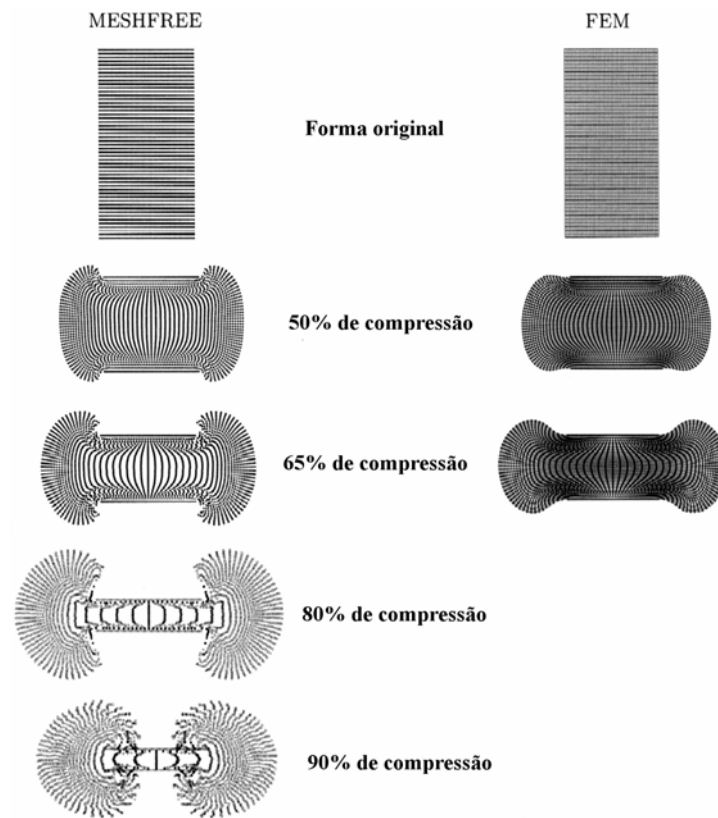 MESHFREE
FEM
Forma original
50% de compressão
65% de compressão
80% de compressão
90% de compressão